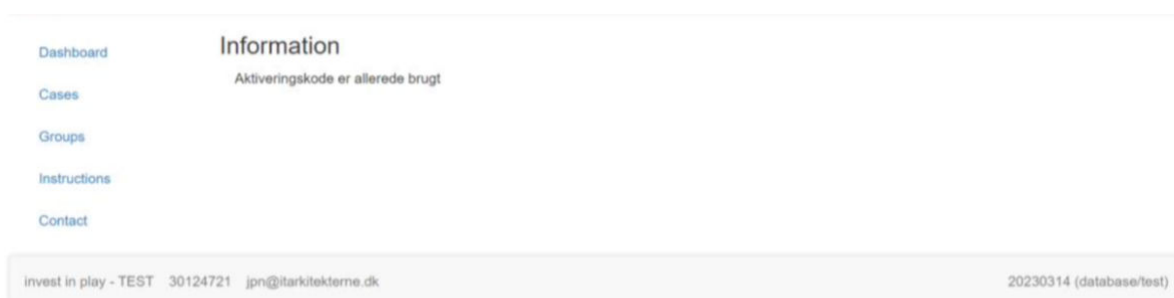 Dashboard
Cases
Groups
Instructions
Contact
Information
Aktiveringskode er allerede brugt
invest in play - TEST 30124721 jpn@itarkitekterne.dk 20230314 (database/test)